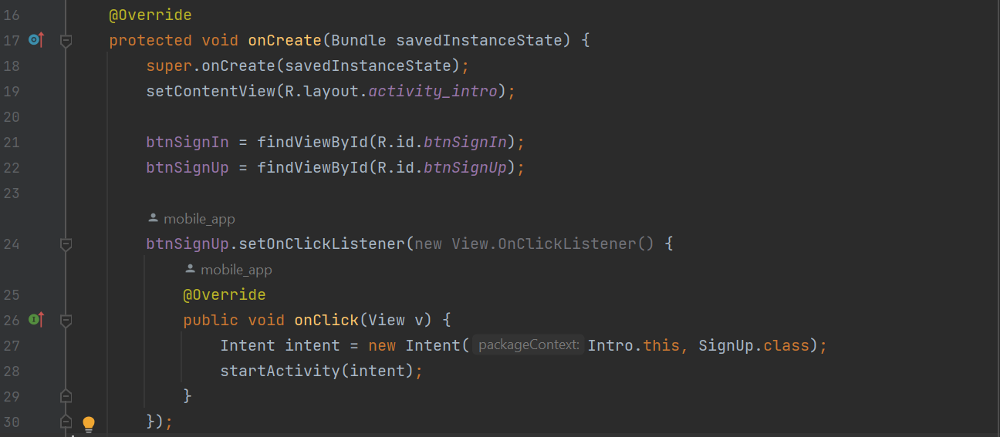 16 @Override
17 protected void onCreate(Bundle savedInstanceState) {
18 super.onCreate(savedInstanceState);
19 setContentView(R.layout.activity_intro);
20
21 btnSignIn = findViewById(R.id.btnSignIn);
22 btnSignUp = findViewById(R.id.btnSignUp);
23
mobile_app
24 btnSignUp.setOnClickListener(new View.OnClickListener() {
mobile_app
25 @Override
26 public void onClick(View v) {
27 Intent intent = new Intent( packageContext: Intro.this, SignUp.class);
28 startActivity(intent);
29 }
30 });